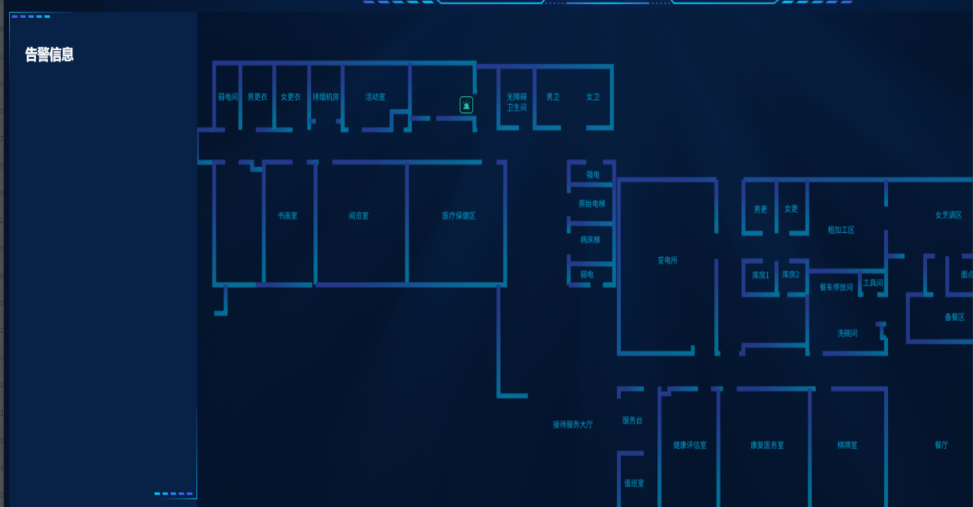 告警信息
弱电间
男更衣
女更衣
排烟机房
活动室
无障碍
卫生间
男卫
女卫
强电
原始电梯
病床梯
弱电
书画室
阅览室
医疗保健区
变电所
男更
女更
粗加工区
女烹调区
库房1
库房2
餐车停放间
工具间
洗碗间
备餐区
接待服务大厅
服务台
健康评估室
康复医务室
棋牌室
餐厅
值班室